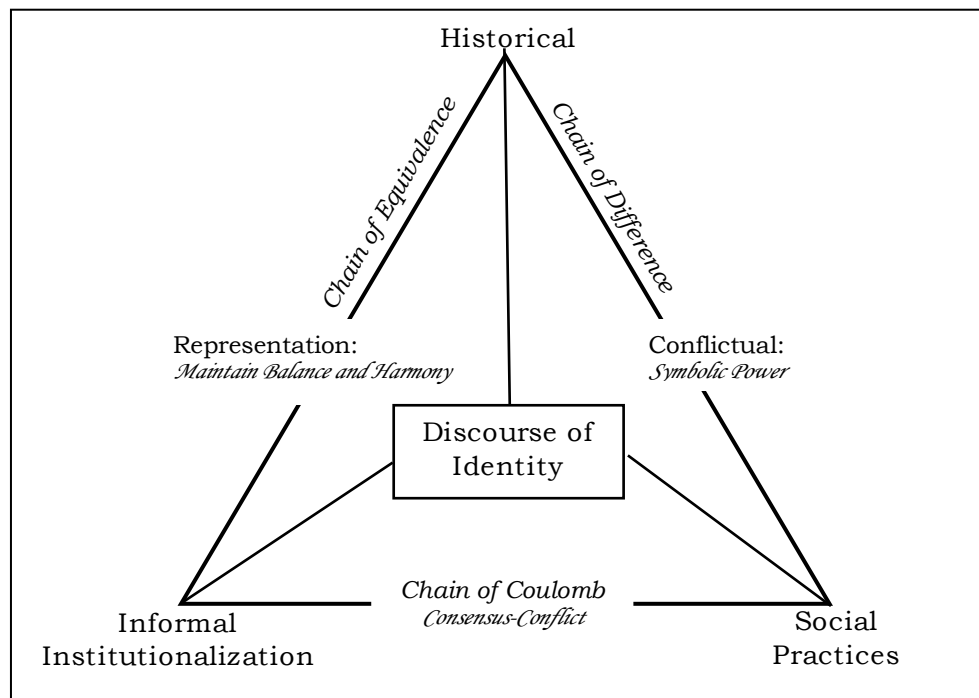 Historical
Chain of Equivalence
Chain of Difference
Representation:
Maintain Balance and Harmony
Conflictual:
Symbolic Power
Discourse of
Identity
Chain of Coulomb
Consensus-Conflict
Informal
Institutionalization
Social
Practices